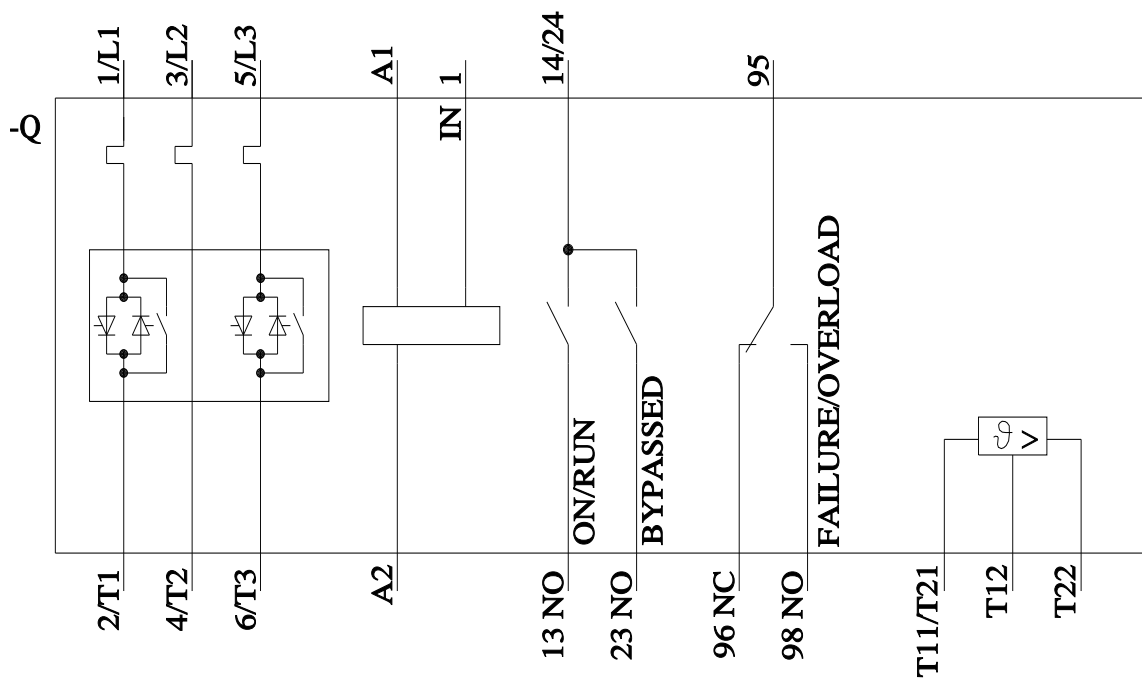 -Q
1/L1
3/L2
5/L3
A1
IN 1
14/24
95
ON/RUN
BYPASSED
FAILURE/OVERLOAD
ϑ >
2/T1
4/T2
6/T3
A2
13 NO
23 NO
96 NC
98 NO
T11/T21
T12
T22